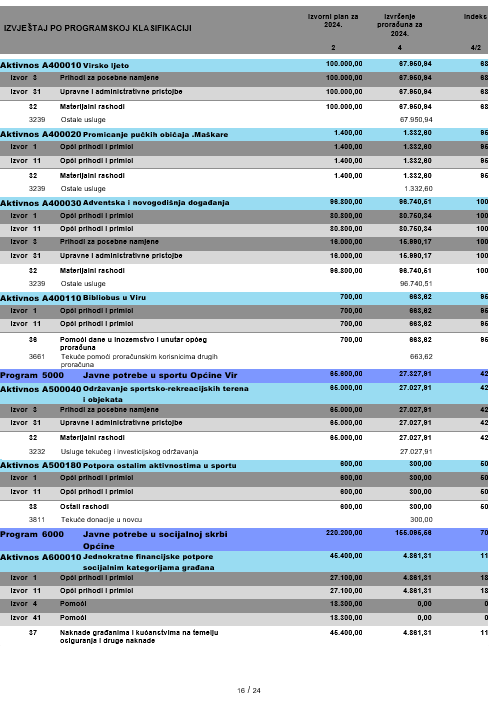 IZVJEŠTAJ PO PROGRAMSKOJ KLASIFIKACIJI Izvorni plan za 2024. Izvršenje proračuna za 2024. Indeks
2 4 4/2
Aktivnos A400010 Virsko ljeto 100.000,00 67.950,94 68
Izvor 3 Prihodi za posebne namjene 100.000,00 67.950,94 68
Izvor 31 Upravne i administrativne pristojbe 100.000,00 67.950,94 68
32 Materijalni rashodi 100.000,00 67.950,94 68
3239 Ostale usluge 67.950,94
Aktivnos A400020 Promicanje pučkih običaja .Maškare 1.400,00 1.332,60 95
Izvor 1 Opći prihodi i primici 1.400,00 1.332,60 95
Izvor 11 Opći prihodi i primici 1.400,00 1.332,60 95
32 Materijalni rashodi 1.400,00 1.332,60 95
3239 Ostale usluge 1.332,60
Aktivnos A400030 Adventska i novogodišnja događanja 96.800,00 96.740,51 100
Izvor 1 Opći prihodi i primici 80.800,00 80.750,34 100
Izvor 11 Opći prihodi i primici 80.800,00 80.750,34 100
Izvor 3 Prihodi za posebne namjene 16.000,00 15.990,17 100
Izvor 31 Upravne i administrativne pristojbe 16.000,00 15.990,17 100
32 Materijalni rashodi 96.800,00 96.740,51 100
3239 Ostale usluge 96.740,51
Aktivnos A400110 Bibliobus u Viru 700,00 663,62 95
Izvor 1 Opći prihodi i primici 700,00 663,62 95
Izvor 11 Opći prihodi i primici 700,00 663,62 95
36 Pomoći dane u inozemstvo i unutar općeg 700,00 663,62 95
proračuna
3661 Tekuće pomoći proračunskim korisnicima drugih 663,62
proračuna
Program 5000 Javne potrebe u sportu Općine Vir 65.600,00 27.327,91 42
Aktivnos A500040 Održavanje sportsko-rekreacijskih terena 65.000,00 27.027,91 42
i objekata
Izvor 3 Prihodi za posebne namjene 65.000,00 27.027,91 42
Izvor 31 Upravne i administrativne pristojbe 65.000,00 27.027,91 42
32 Materijalni rashodi 65.000,00 27.027,91 42
3232 Usluge tekućeg i investicijskog održavanja 27.027,91
Aktivnos A500180 Potpora ostalim aktivnostima u sportu 600,00 300,00 50
Izvor 1 Opći prihodi i primici 600,00 300,00 50
Izvor 11 Opći prihodi i primici 600,00 300,00 50
38 Ostali rashodi 600,00 300,00 50
3811 Tekuće donacije u novcu 300,00
Program 6000 Javne potrebe u socijalnoj skrbi 220.200,00 155.095,58 70
Općine
Aktivnos A600010 Jednokratne financijske potpore 45.400,00 4.861,31 11
socijalnim kategorijama građana
Izvor 1 Opći prihodi i primici 27.100,00 4.861,31 18
Izvor 11 Opći prihodi i primici 27.100,00 4.861,31 18
Izvor 4 Pomoći 18.300,00 0,00 0
Izvor 41 Pomoći 18.300,00 0,00 0
37 Naknade građanima i kućanstvima na temelju 45.400,00 4.861,31 11
osiguranja i druge naknade
16 / 24